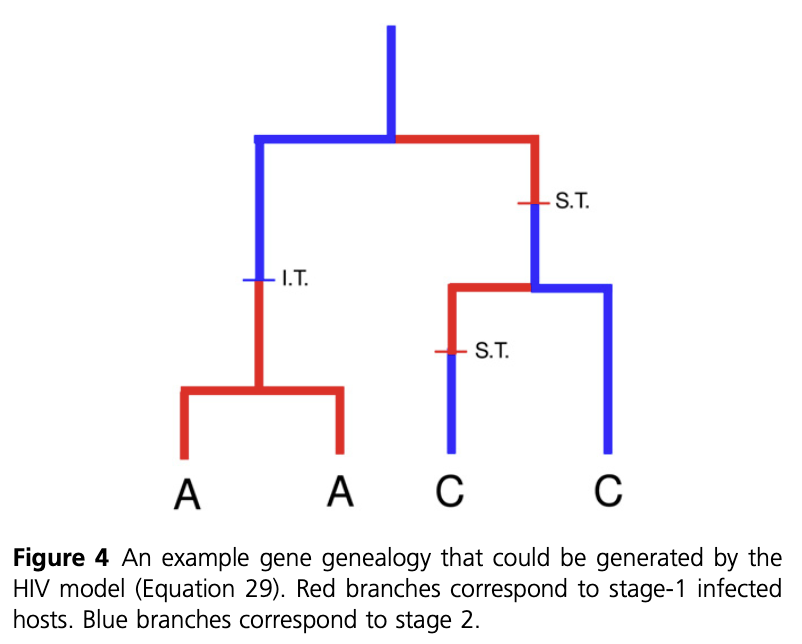 S.T.
I.T.
S.T.
A A C C
Figure 4 An example gene genealogy that could be generated by the
HIV model (Equation 29). Red branches correspond to stage-1 infected
hosts. Blue branches correspond to stage 2.